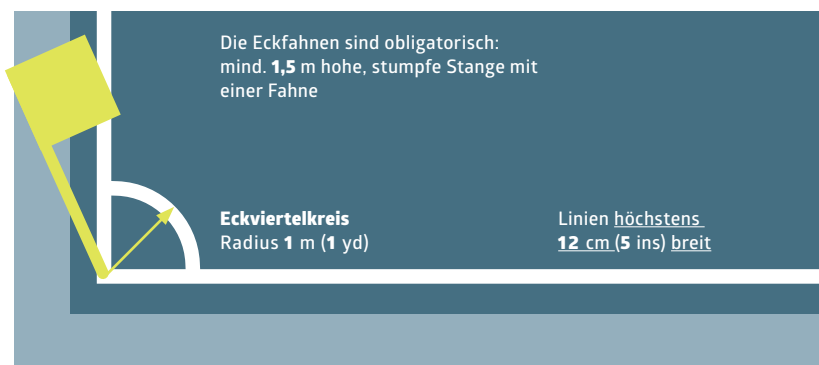 Die Eckfahnen sind obligatorisch:
mind. 1,5 m hohe, stumpfe Stange mit
einer Fahne
Eckviertelkreis
Radius 1 m (1 yd)
Linien höchstens
12 cm (5 ins) breit